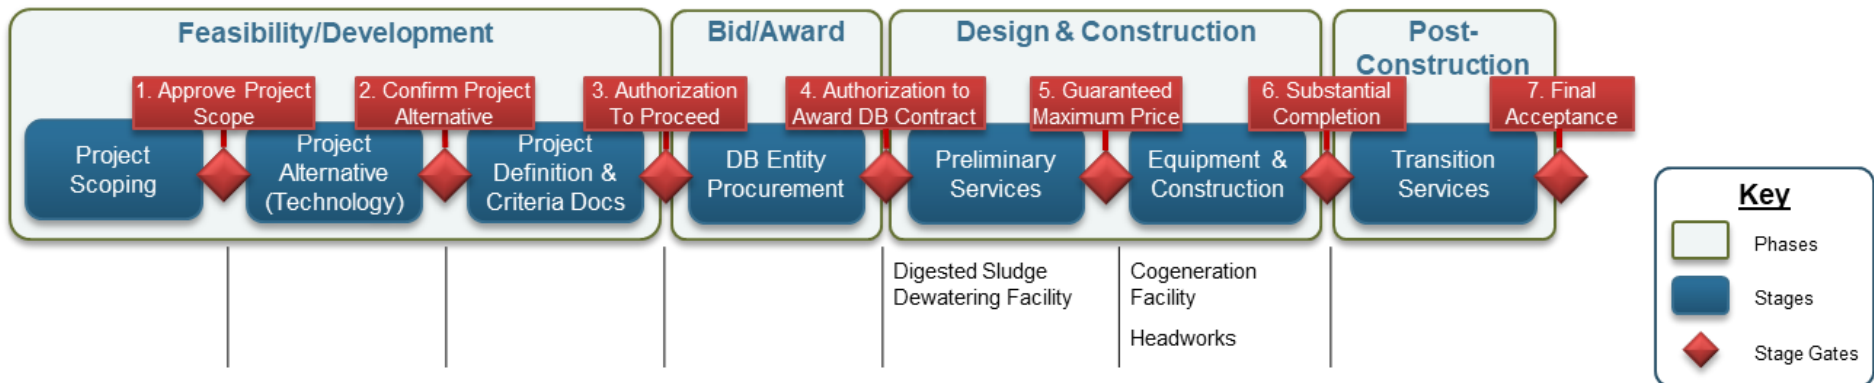 Feasibility/Development
Bid/Award
Design & Construction
Post-
Construction
1. Approve Project
Scope
2. Confirm Project
Alternative
3. Authorization
To Proceed
4. Authorization to
Award DB Contract
5. Guaranteed
Maximum Price
6. Substantial
Completion
7. Final
Acceptance
Project
Scoping
Project
Alternative
(Technology)
Project
Definition &
Criteria Docs
DB Entity
Procurement
Preliminary
Services
Equipment &
Construction
Transition
Services
Digested Sludge
Dewatering Facility
Cogeneration
Facility
Headworks
Key
Phases
Stages
Stage Gates